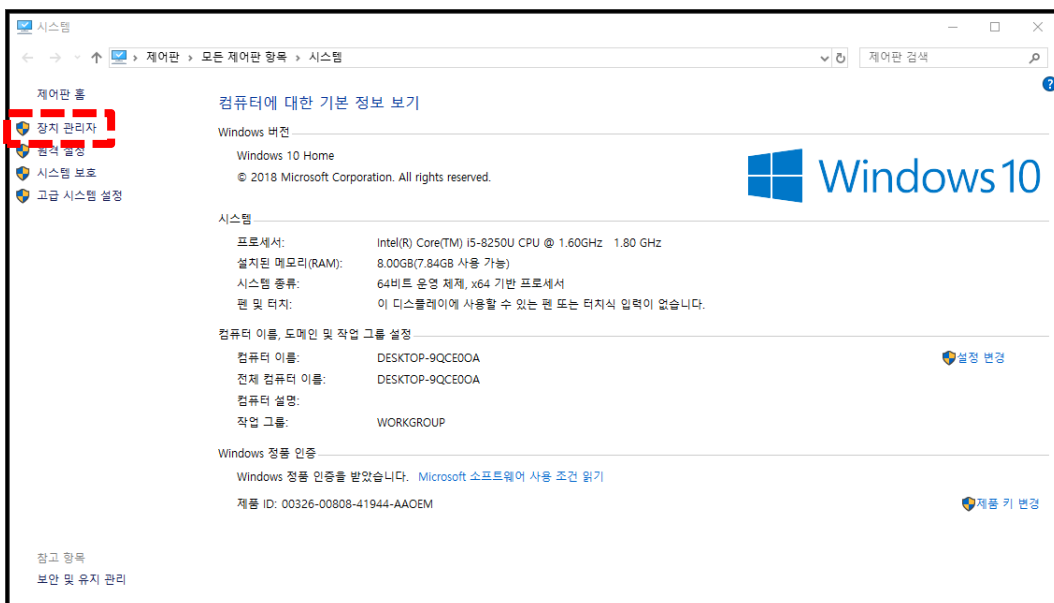 시스템
제어판 › 모든 제어판 항목 › 시스템
제어판 검색
제어판 홈
장치 관리자
원격 설정
시스템 보호
고급 시스템 설정
컴퓨터에 대한 기본 정보 보기
Windows 버전
Windows 10 Home
© 2018 Microsoft Corporation. All rights reserved.
Windows 10
시스템
프로세서: Intel(R) Core(TM) i5-8250U CPU @ 1.60GHz 1.80 GHz
설치된 메모리(RAM): 8.00GB(7.84GB 사용 가능)
시스템 종류: 64비트 운영 체제, x64 기반 프로세서
펜 및 터치: 이 디스플레이에 사용할 수 있는 펜 또는 터치식 입력이 없습니다.
컴퓨터 이름, 도메인 및 작업 그룹 설정
컴퓨터 이름: DESKTOP-9QCE0OA
설정 변경
전체 컴퓨터 이름: DESKTOP-9QCE0OA
컴퓨터 설명:
작업 그룹: WORKGROUP
Windows 정품 인증
Windows 정품 인증을 받았습니다. Microsoft 소프트웨어 사용 조건 읽기
제품 ID: 00326-00808-41944-AAOEM
제품 키 변경
참고 항목
보안 및 유지 관리